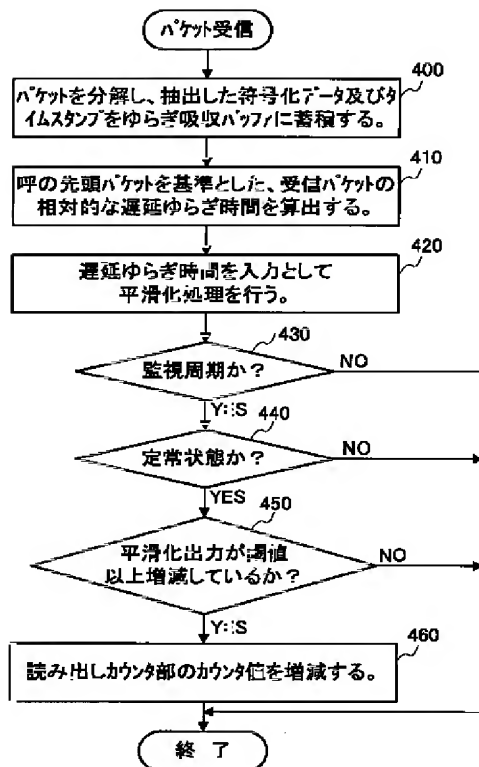 パケット受信
400
パケットを分解し、抽出した符号化データ及びタ
イムスタンプをゆらぎ吸収バッファに蓄積する。
410
呼の先頭パケットを基準とした、受信パケットの
相対的な遅延ゆらぎ時間を算出する。
420
遅延ゆらぎ時間を入力として
平滑化処理を行う。
430
監視周期か？
NO
YES
440
定常状態か？
NO
YES
450
平滑化出力が閾値
以上増減しているか？
NO
YES
460
読み出しカウンタ部のカウンタ値を増減する。
終了